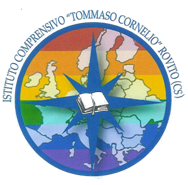 ISTITUTO COMPRENSIVO "TOMMASO CORNELIO" ROVITO (CS)